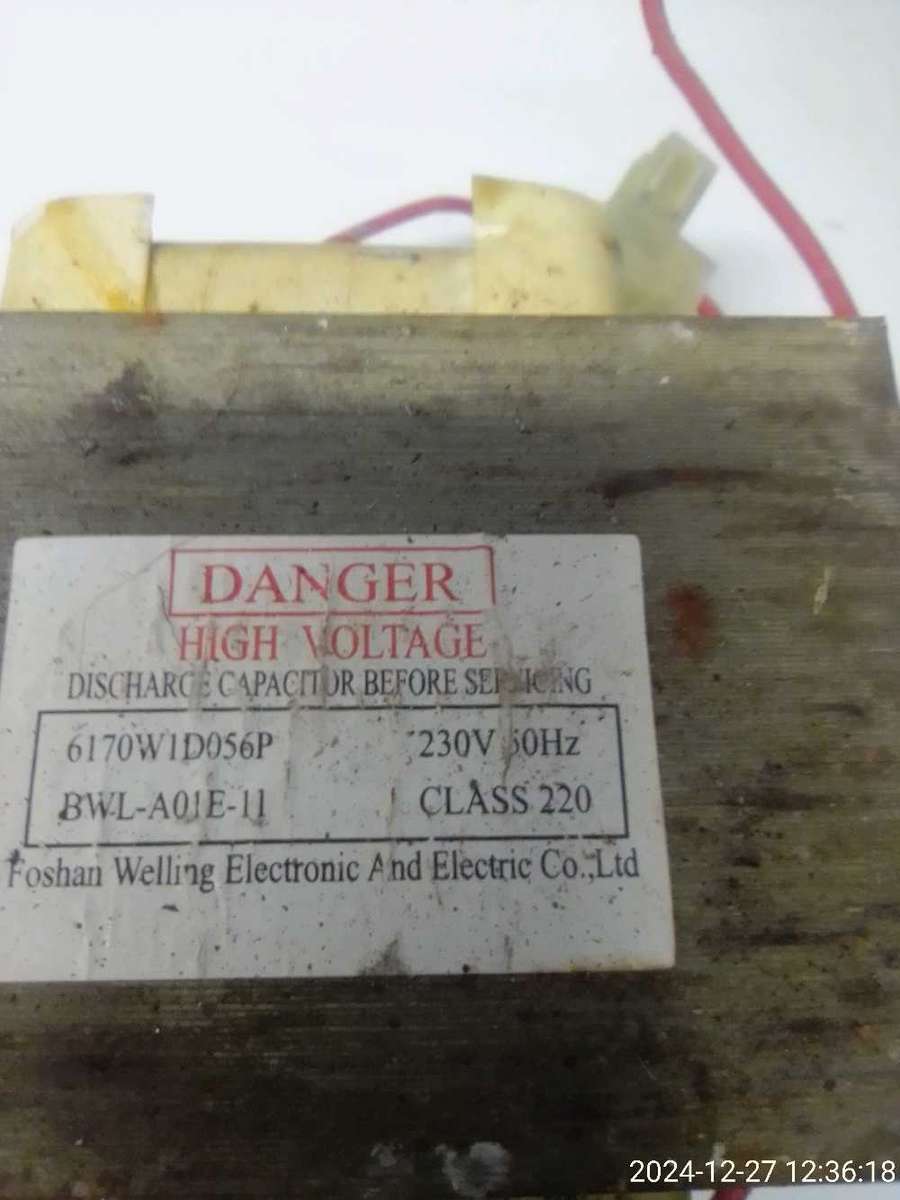 DANGER
HIGH VOLTAGE
DISCHARGE CAPACITOR BEFORE SERVICING
6170W1D056P 230V 50Hz
BWL-A01E-11 CLASS 220
Foshan Welling Electronic And Electric Co.,Ltd
2024-12-27 12:36:18